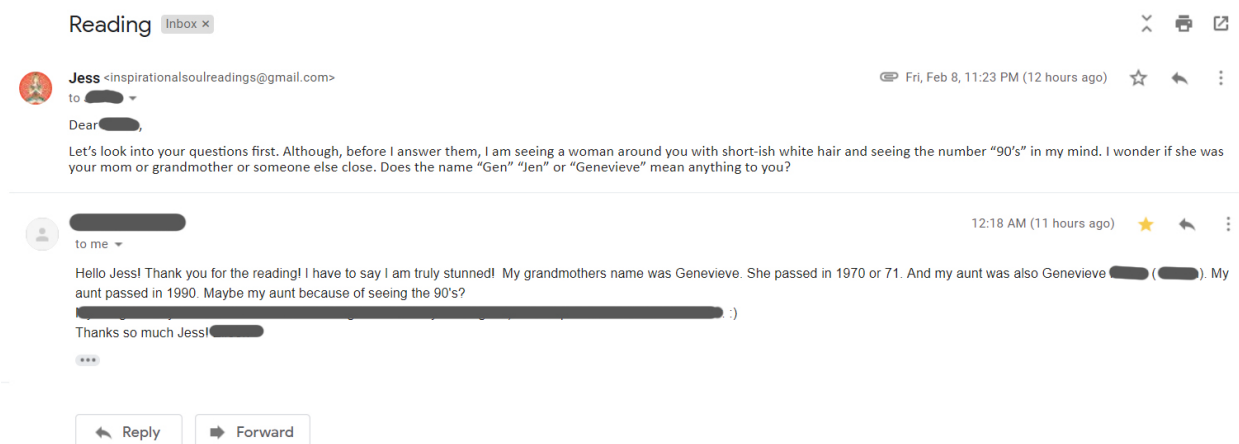 Reading Inbox ×
Jess <inspirationalsoulreadings@gmail.com> Fri, Feb 8, 11:23 PM (12 hours ago)
to
Dear ,
Let’s look into your questions first. Although, before I answer them, I am seeing a woman around you with short-ish white hair and seeing the number “90’s” in my mind. I wonder if she was
your mom or grandmother or someone else close. Does the name “Gen” “Jen” or “Genevieve” mean anything to you?
12:18 AM (11 hours ago)
to me
Hello Jess! Thank you for the reading! I have to say I am truly stunned! My grandmothers name was Genevieve. She passed in 1970 or 71. And my aunt was also Genevieve ( ). My
aunt passed in 1990. Maybe my aunt because of seeing the 90's?
. :)
Thanks so much Jess!
Reply Forward